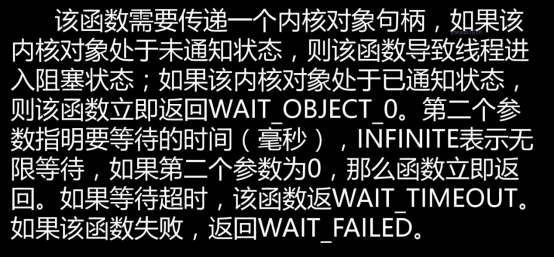 该函数需要传递一个内核对象句柄，如果该
内核对象处于未通知状态，则该函数导致线程进
入阻塞状态；如果该内核对象处于已通知状态，
则该函数立即返回WAIT_OBJECT_0。第二个参
数指明要等待的时间（毫秒），INFINITE表示无
限等待，如果第二个参数为0，那么函数立即返
回。如果等待超时，该函数返WAIT_TIMEOUT。
如果该函数失败，返回WAIT_FAILED。